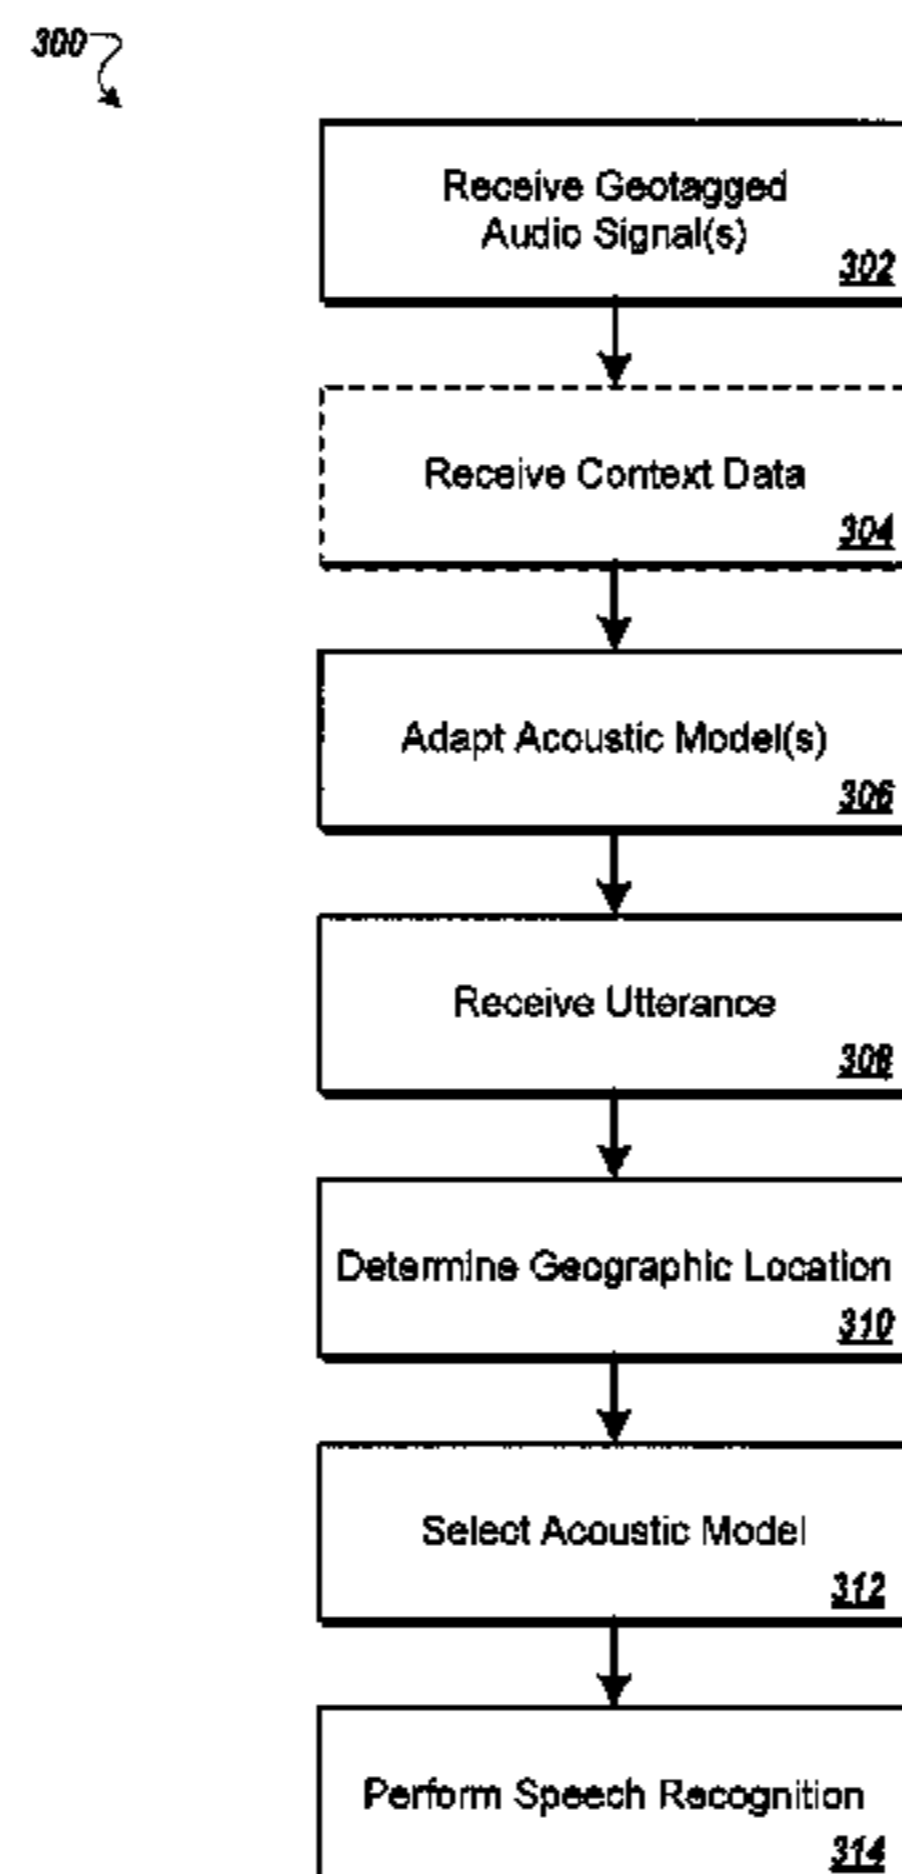 300
Receive Geotagged
Audio Signal(s)
302
Receive Context Data
304
Adapt Acoustic Model(s)
306
Receive Utterance
308
Determine Geographic Location
310
Select Acoustic Model
312
Perform Speech Recognition
314